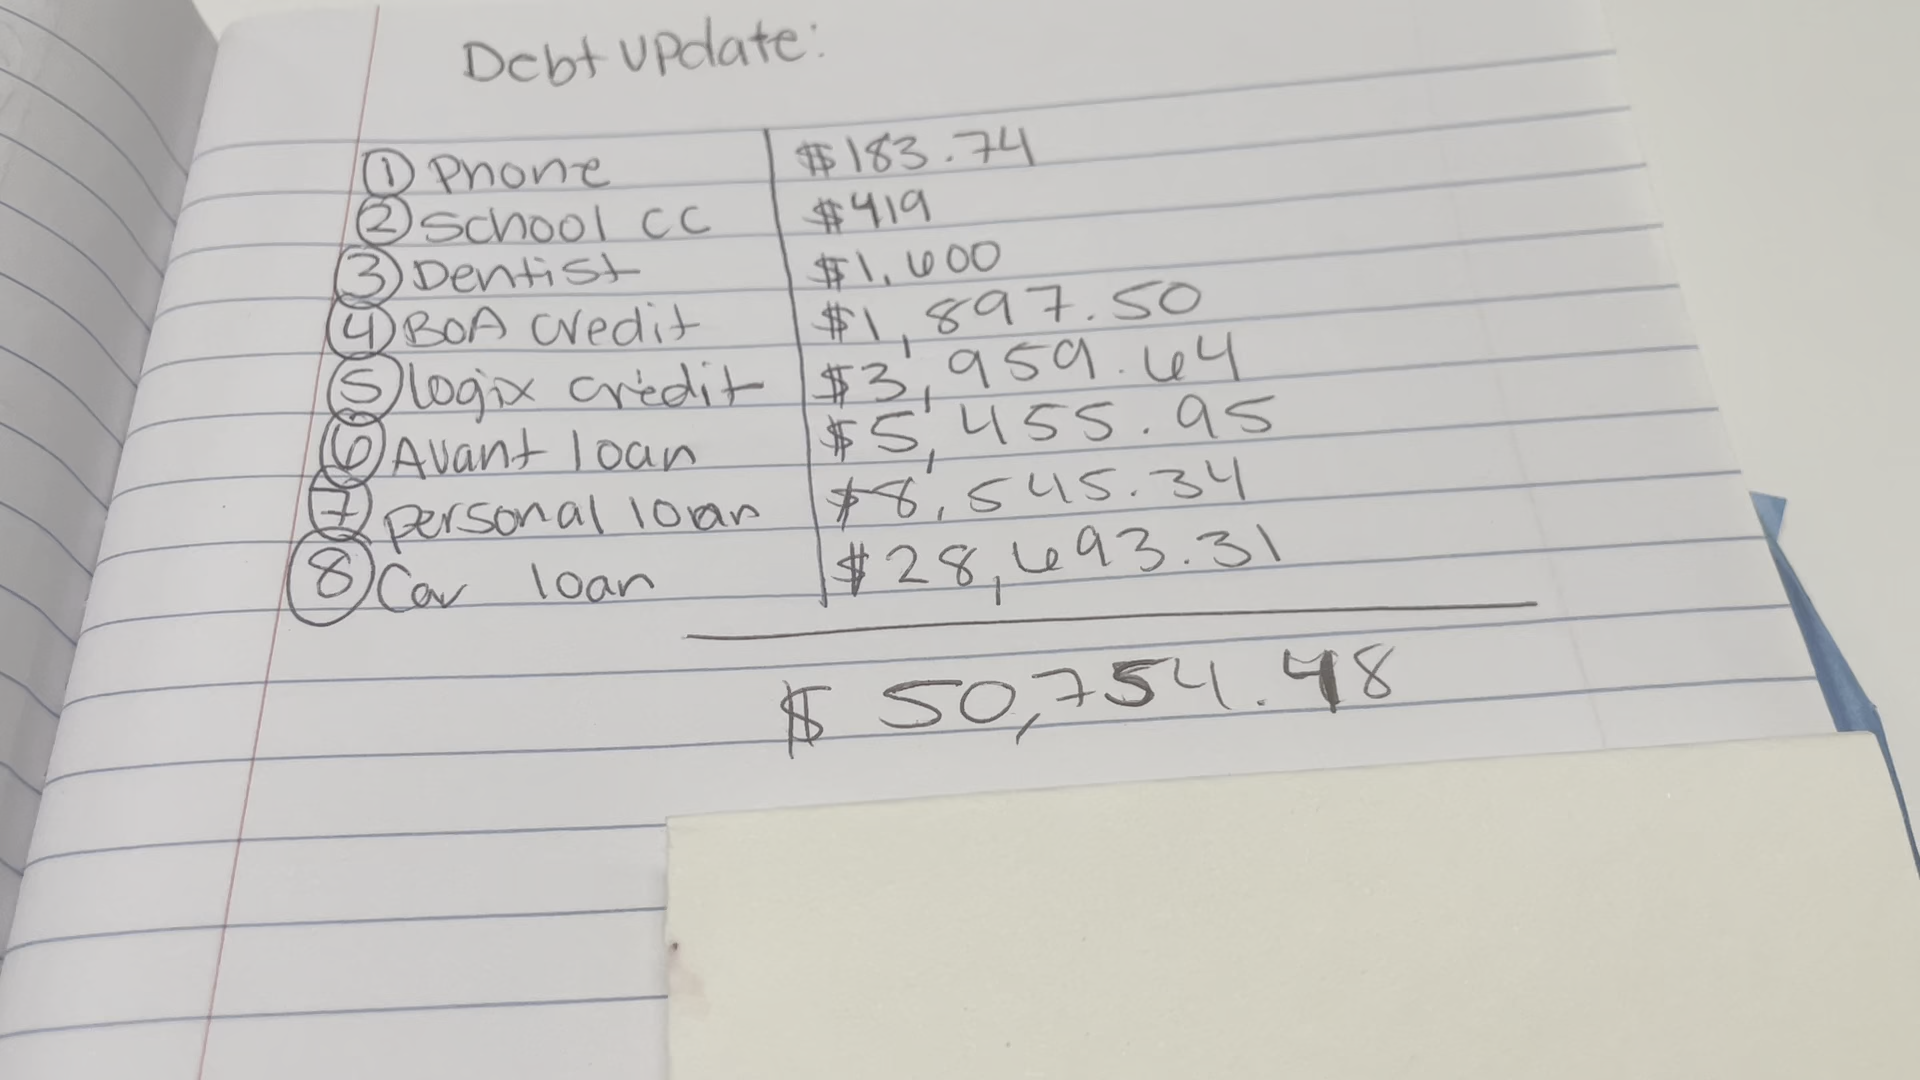 Debt update:
① Phone $183.74
② School CC $419
③ Dentist $1,600
④ BOA credit $1,897.50
⑤ logix credit $3,959.64
⑥ Avant loan $5,455.95
⑦ personal loan $8,545.34
⑧ Car loan $28,693.31
$ 50,754.48